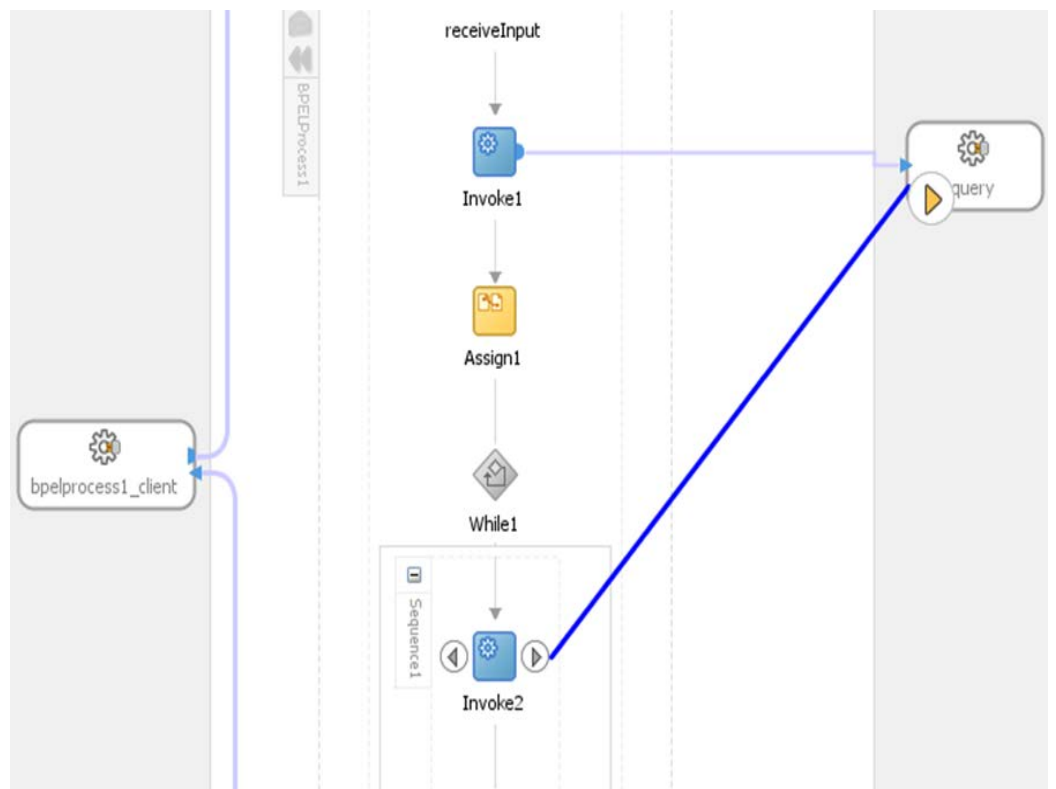 receiveInput
BPELProcess1
Invoke1
query
Assign1
bpelprocess1_client
While1
Sequence1
Invoke2